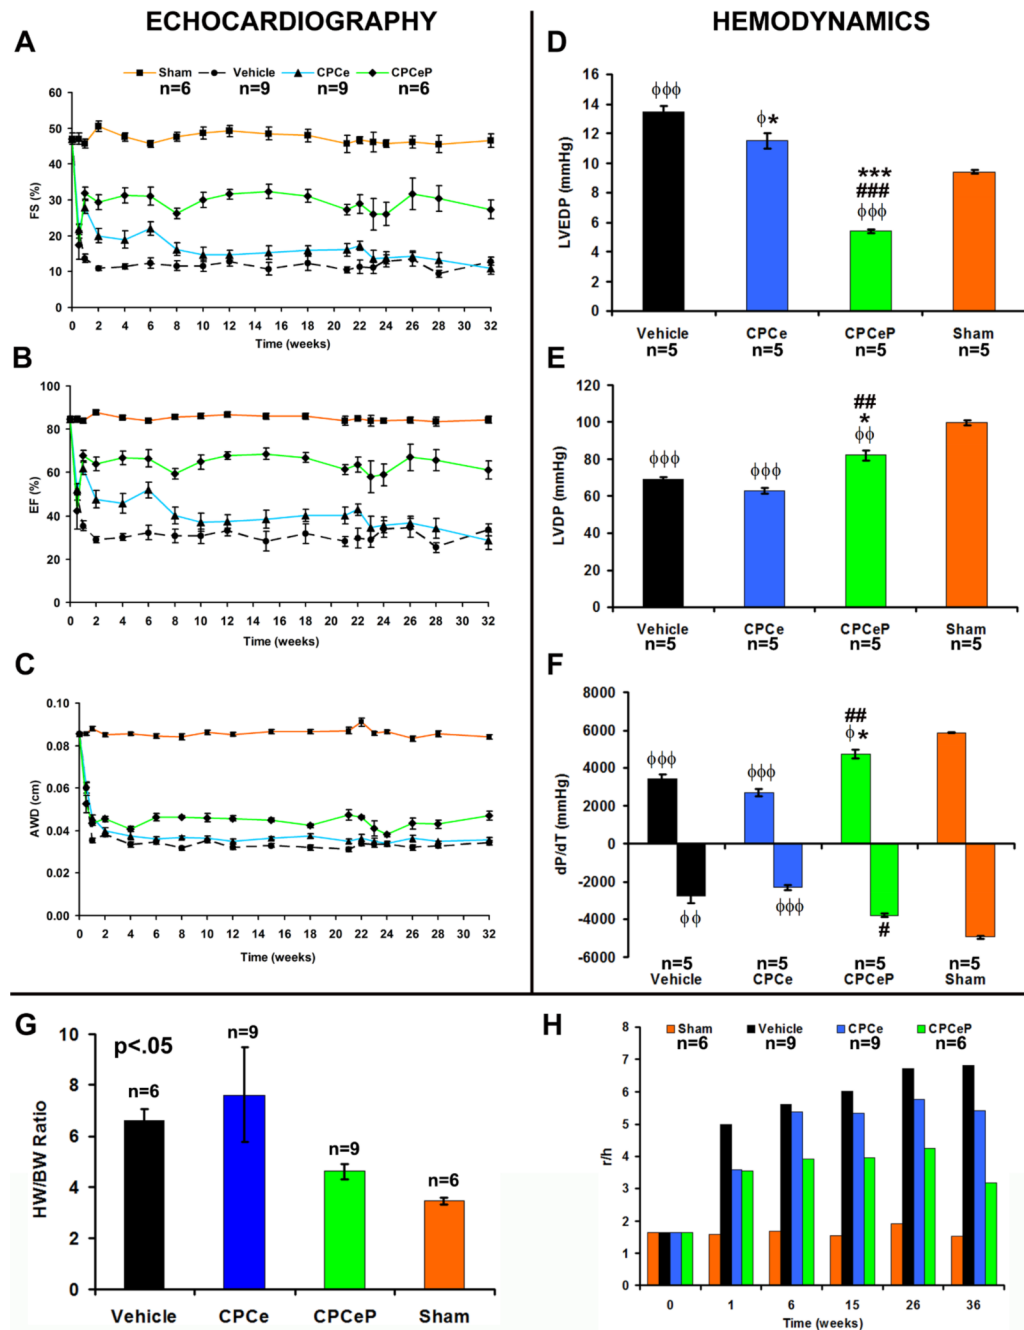 ECHOCARDIOGRAPHY
HEMODYNAMICS
A
Sham Vehicle CPCe CPCeP
n=6 n=9 n=9 n=6
FS (%)
60
50
40
30
20
10
0
0 2 4 6 8 10 12 14 16 18 20 22 24 26 28 30 32
Time (weeks)
B
EF (%)
100
80
60
40
20
0
0 2 4 6 8 10 12 14 16 18 20 22 24 26 28 30 32
Time (weeks)
C
AWD (cm)
0.10
0.08
0.06
0.04
0.02
0.00
0 2 4 6 8 10 12 14 16 18 20 22 24 26 28 30 32
Time (weeks)
D
LVEDP (mmHg)
16
14
12
10
8
6
4
2
0
ϕϕϕ
ϕ*
***
###
ϕϕϕ
Vehicle CPCe CPCeP Sham
n=5 n=5 n=5 n=5
E
LVDP (mmHg)
120
100
80
60
40
20
0
ϕϕϕ
ϕϕϕ
##
*
ϕϕ
Vehicle CPCe CPCeP Sham
n=5 n=5 n=5 n=5
F
dP/dT (mmHg)
8000
6000
4000
2000
0
-2000
-4000
-6000
ϕϕϕ
ϕϕϕ
##
ϕ*
ϕϕ
ϕϕϕ
#
n=5 n=5 n=5 n=5
Vehicle CPCe CPCeP Sham
G
HW/BW Ratio
10
8
6
4
2
0
p<.05
n=6
n=9
n=9
n=6
Vehicle CPCe CPCeP Sham
H
Sham Vehicle CPCe CPCeP
n=6 n=9 n=9 n=6
r/h
8
7
6
5
4
3
2
1
0
0 1 6 15 26 36
Time (weeks)